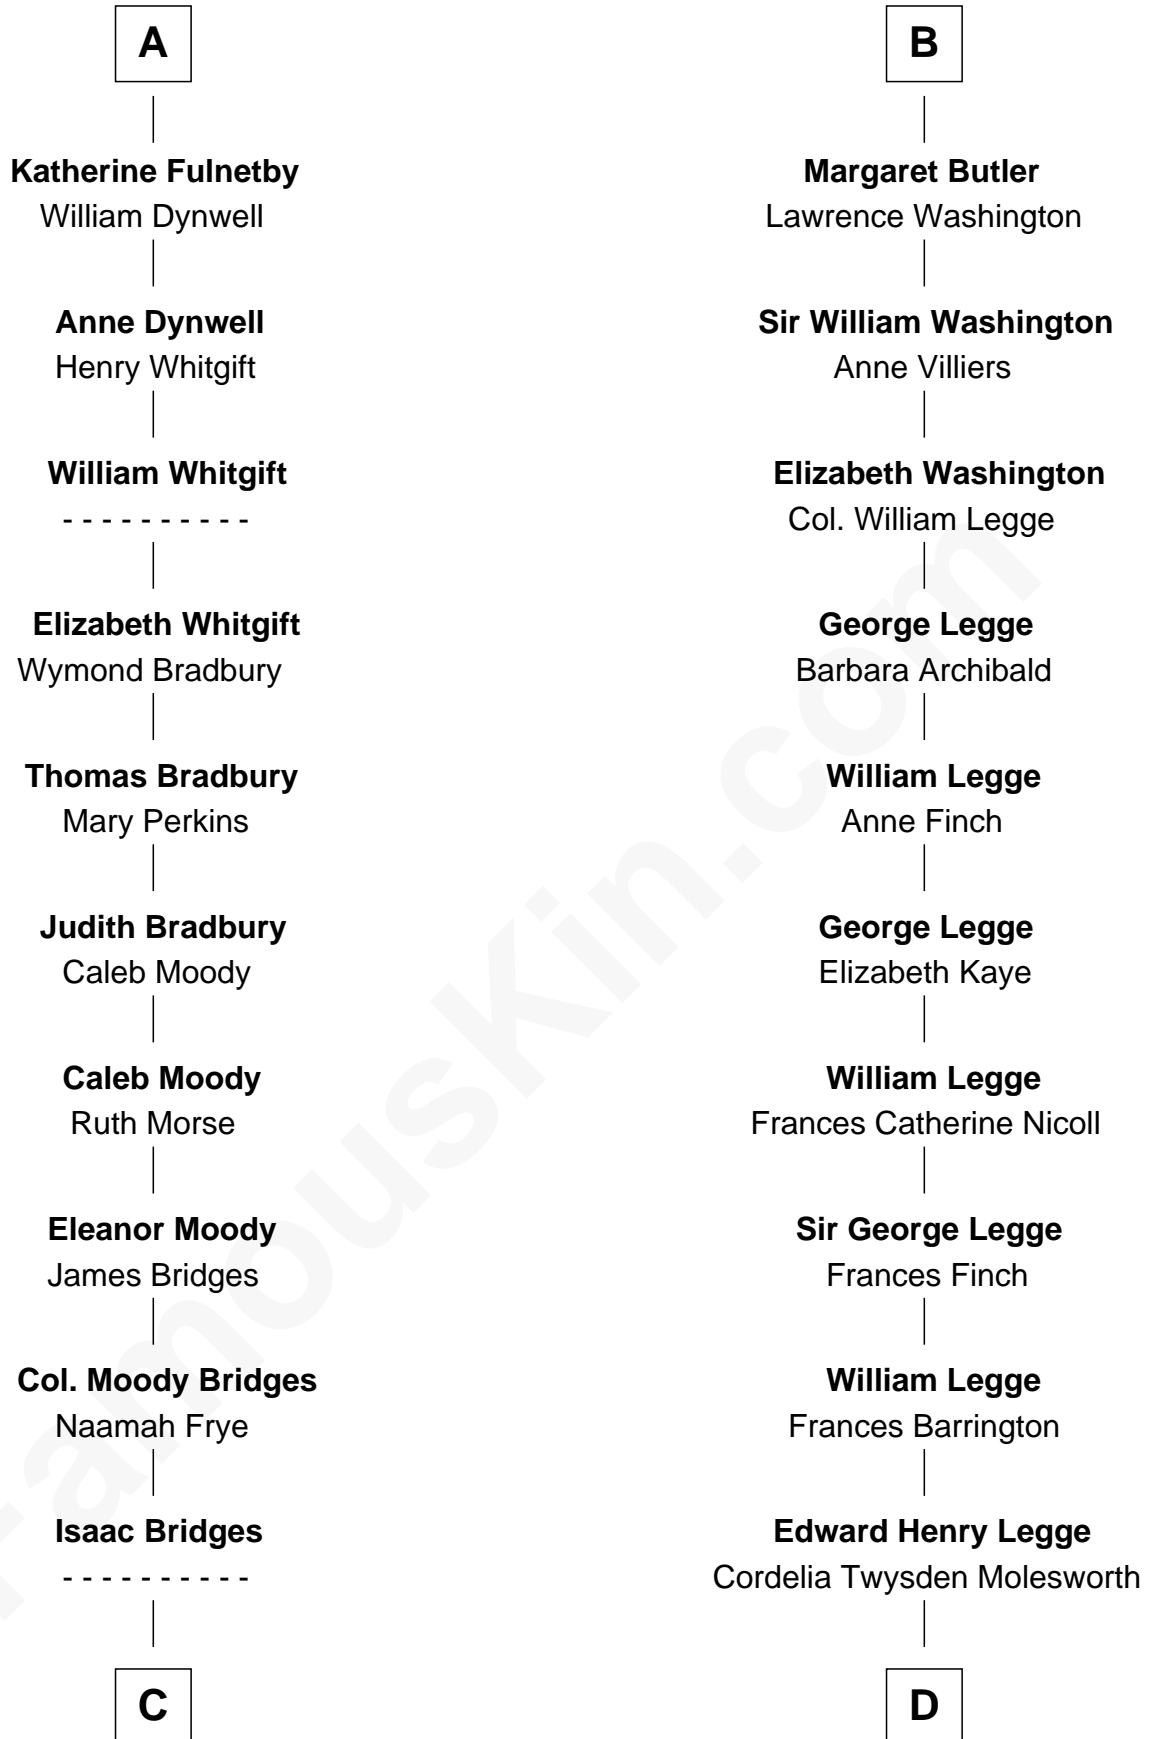 A
Katherine Fulnetby
William Dynwell
Anne Dynwell
Henry Whitgift
William Whitgift
- - - - - - - - - -
Elizabeth Whitgift
Wymond Bradbury
Thomas Bradbury
Mary Perkins
Judith Bradbury
Caleb Moody
Caleb Moody
Ruth Morse
Eleanor Moody
James Bridges
Col. Moody Bridges
Naamah Frye
Isaac Bridges
- - - - - - - - - -
C
B
Margaret Butler
Lawrence Washington
Sir William Washington
Anne Villiers
Elizabeth Washington
Col. William Legge
George Legge
Barbara Archibald
William Legge
Anne Finch
George Legge
Elizabeth Kaye
William Legge
Frances Catherine Nicoll
Sir George Legge
Frances Finch
William Legge
Frances Barrington
Edward Henry Legge
Cordelia Twysden Molesworth
D
FamousKin.com